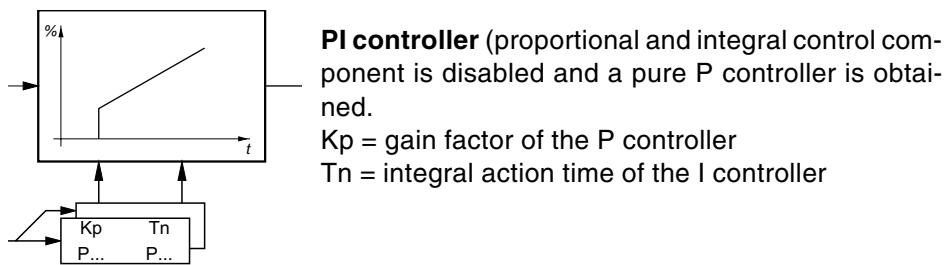 %
t
Kp Tn
P... P...
PI controller (proportional and integral control com-
ponent is disabled and a pure P controller is obtai-
ned.
Kp = gain factor of the P controller
Tn = integral action time of the I controller